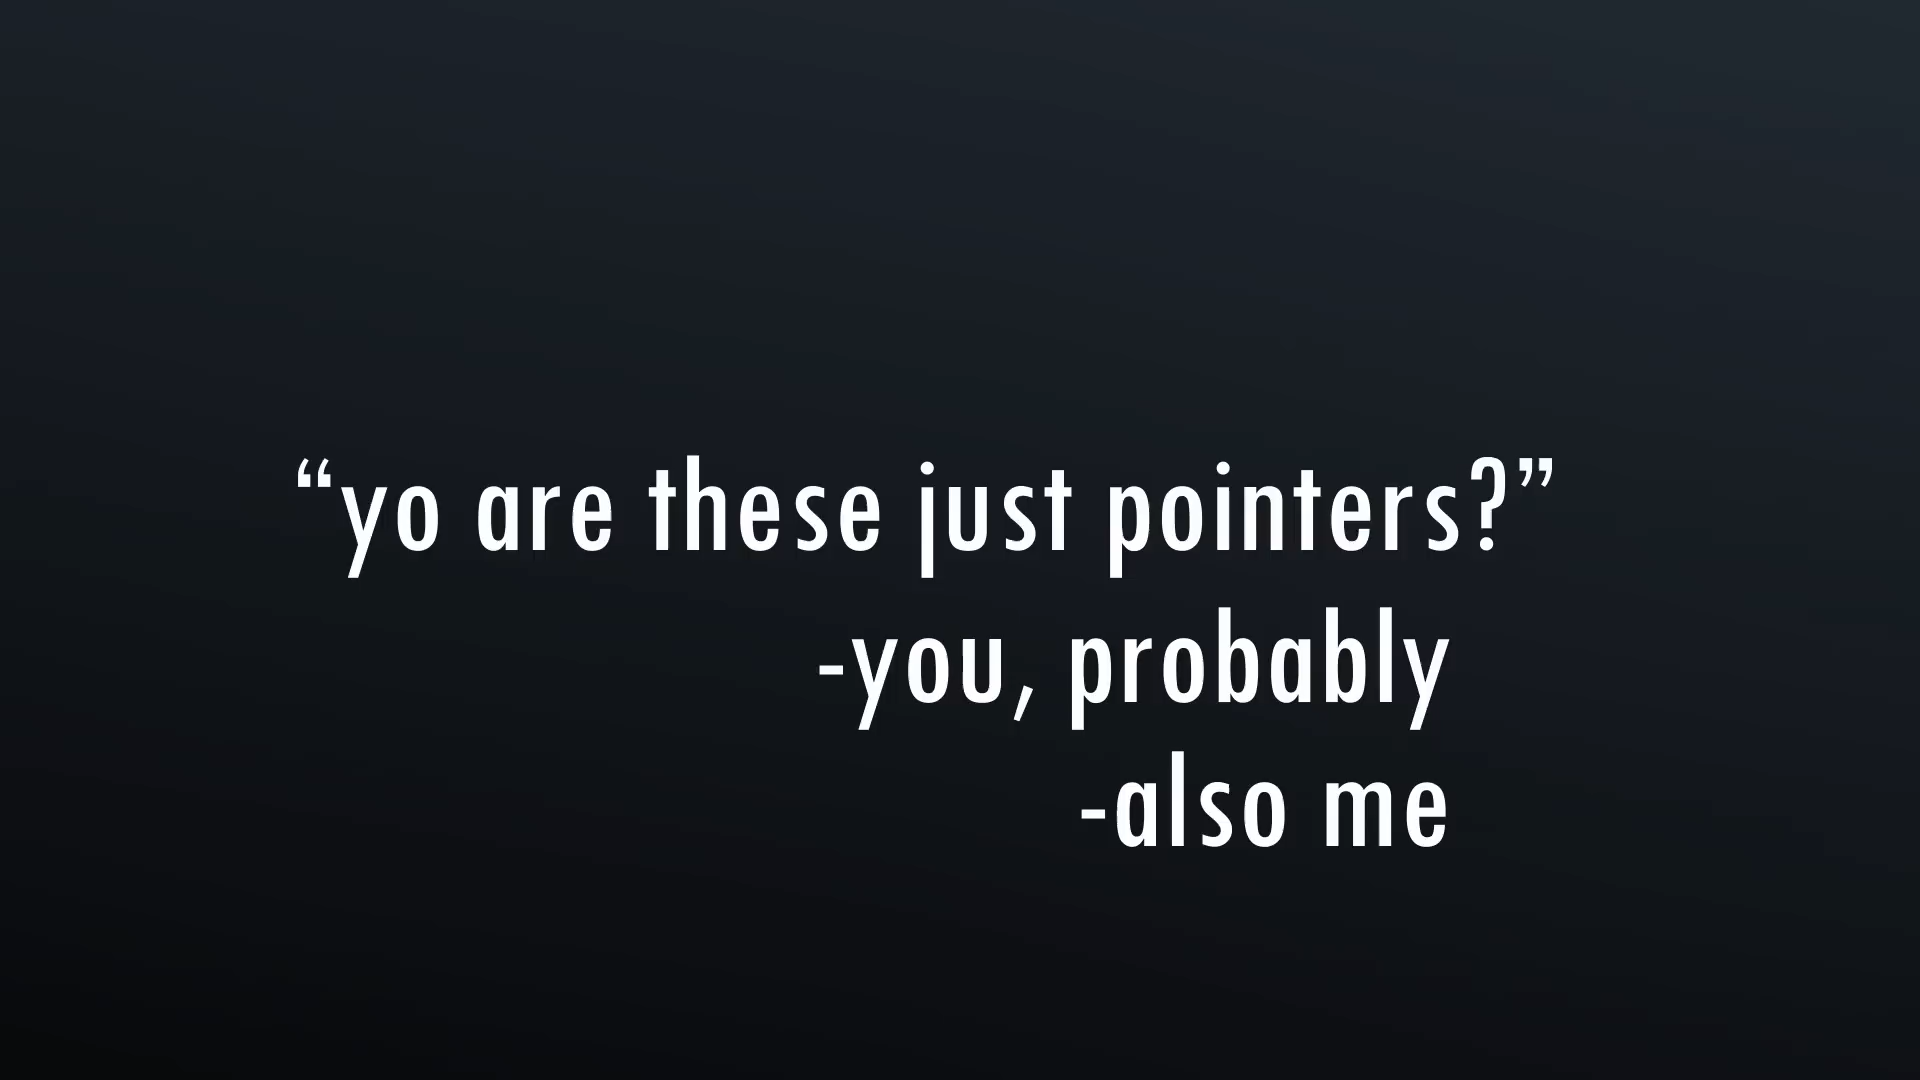 “yo are these just pointers?”
-you, probably
-also me